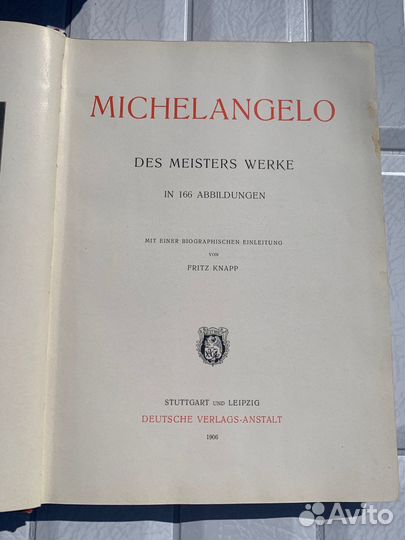 MICHELANGELO
DES MEISTERS WERKE
IN 166 ABBILDUNGEN
MIT EINER BIOGRAPHISCHEN EINLEITUNG
VON
FRITZ KNAPP
STUTTGART UND LEIPZIG
DEUTSCHE VERLAGS-ANSTALT
1906
Avito